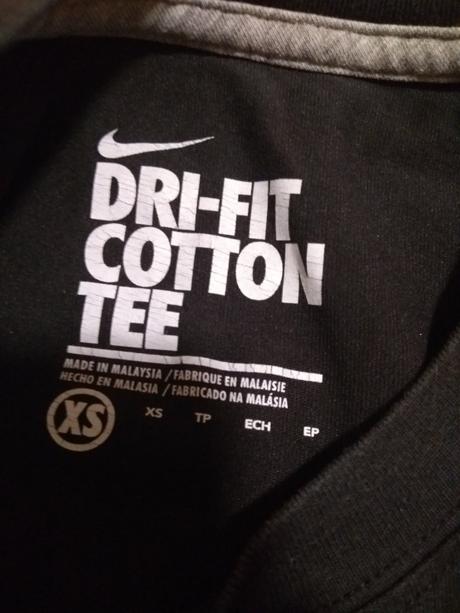 DRI-FIT
COTTON
TEE
MADE IN MALAYSIA / FABRIQUE EN MALAISIE
HECHO EN MALASIA / FABRICADO NA MALÁSIA
XS XS TP ECH EP